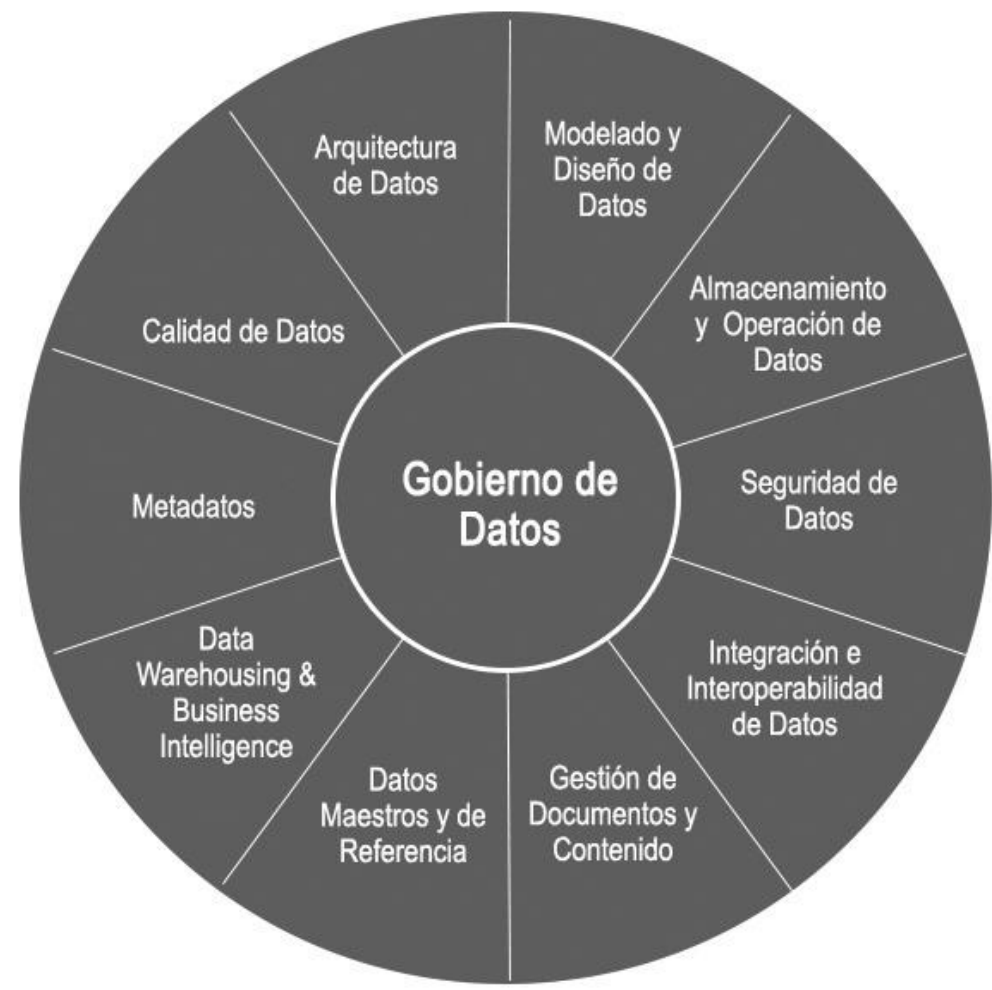 Arquitectura
de Datos
Modelado y
Diseño de
Datos
Almacenamiento
y Operación de
Datos
Seguridad de
Datos
Integración e
Interoperabilidad
de Datos
Gestión de
Documentos y
Contenido
Datos
Maestros y de
Referencia
Data
Warehousing &
Business
Intelligence
Metadatos
Calidad de Datos
Gobierno de
Datos